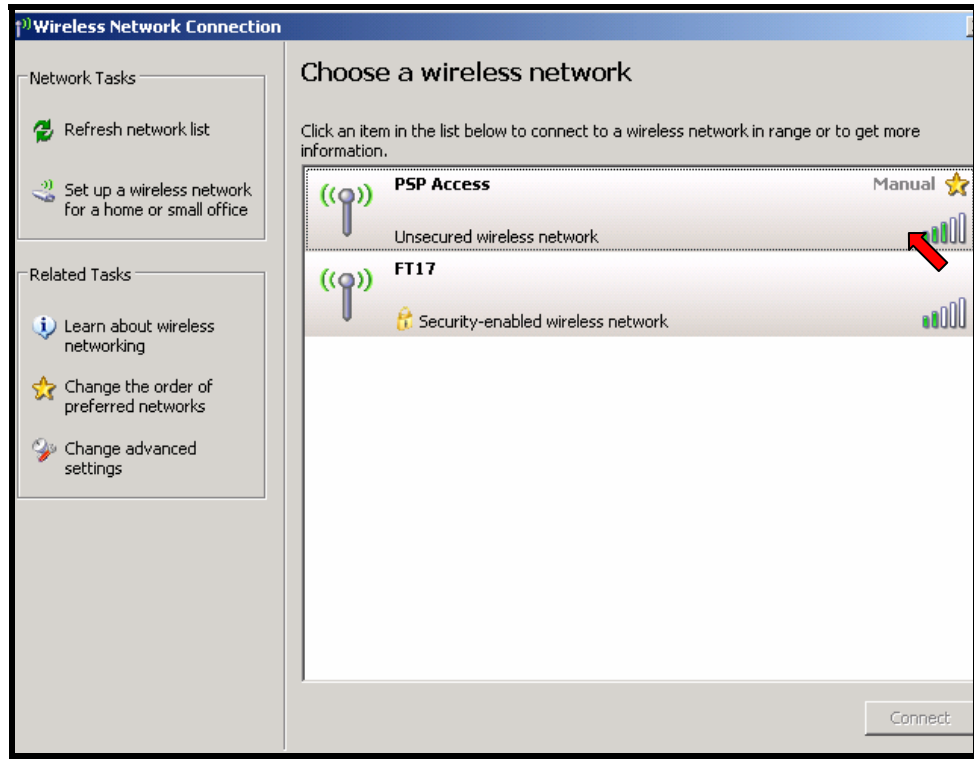 Wireless Network Connection
Network Tasks
Refresh network list
Set up a wireless network
for a home or small office
Related Tasks
Learn about wireless
networking
Change the order of
preferred networks
Change advanced
settings
Choose a wireless network
Click an item in the list below to connect to a wireless network in range or to get more
information.
PSP Access
Manual
Unsecured wireless network
FT17
Security-enabled wireless network
Connect